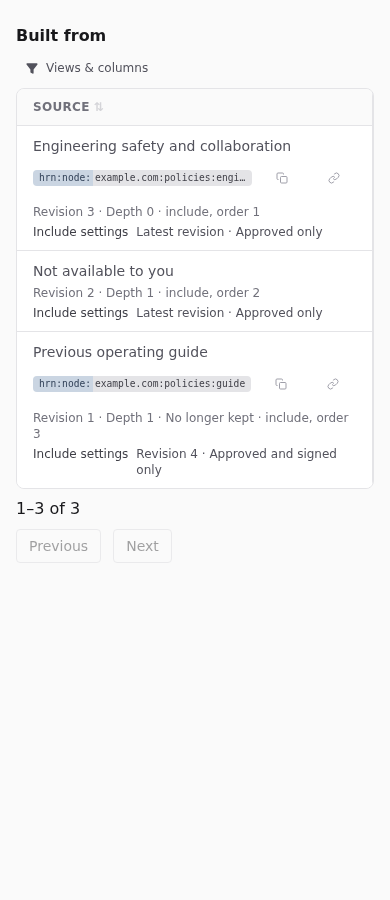 Built from
Views & columns
SOURCE
Engineering safety and collaboration
hrn:node: example.com:policies:engi…
Revision 3 · Depth 0 · include, order 1
Include settings Latest revision · Approved only
Not available to you
Revision 2 · Depth 1 · include, order 2
Include settings Latest revision · Approved only
Previous operating guide
hrn:node: example.com:policies:guide
Revision 1 · Depth 1 · No longer kept · include, order
3
Include settings Revision 4 · Approved and signed
only
1–3 of 3
Previous Next